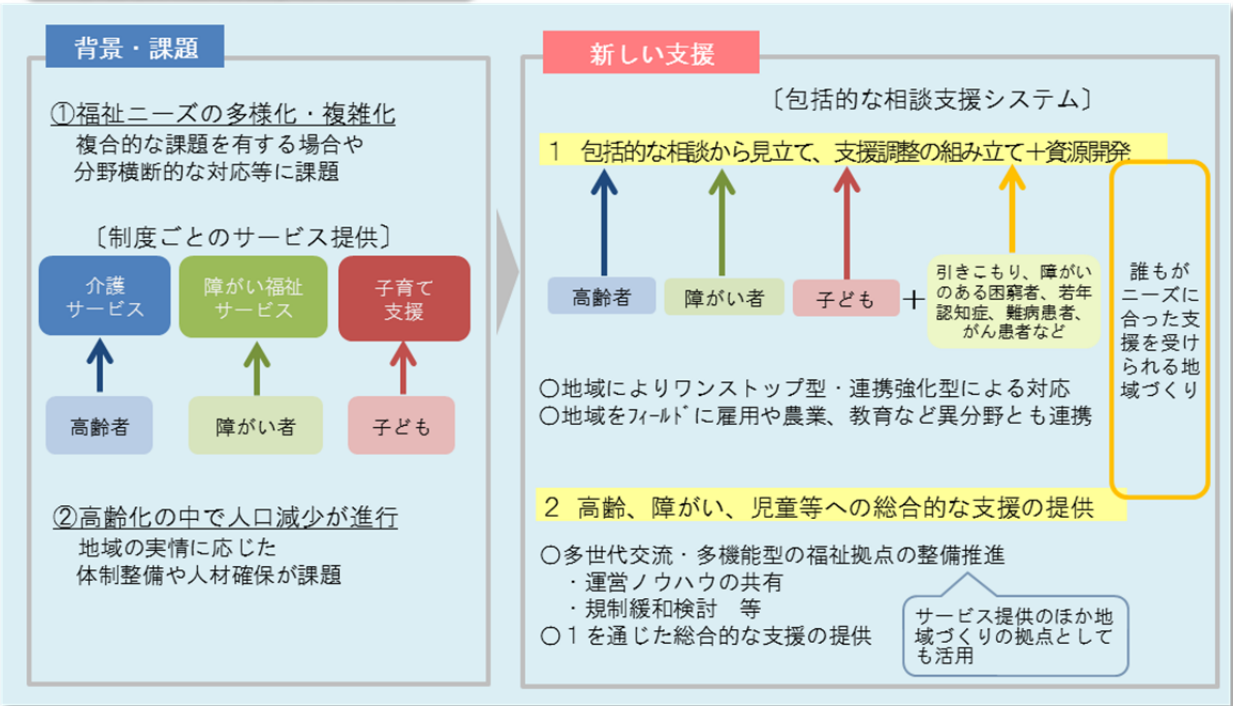 背景・課題
①福祉ニーズの多様化・複雑化
複合的な課題を有する場合や
分野横断的な対応等に課題
〔制度ごとのサービス提供〕
介護
サービス
障がい福祉
サービス
子育て
支援
高齢者
障がい者
子ども
②高齢化の中で人口減少が進行
地域の実情に応じた
体制整備や人材確保が課題
新しい支援
〔包括的な相談支援システム〕
1 包括的な相談から見立て、支援調整の組み立て＋資源開発
高齢者
障がい者
子ども
＋
引きこもり、障がい
のある困窮者、若年
認知症、難病患者、
がん患者など
誰もが
ニーズに
合った支
援を受け
られる地
域づくり
○地域によりワンストップ型・連携強化型による対応
○地域をﾌｨｰﾙﾄﾞに雇用や農業、教育など異分野とも連携
2 高齢、障がい、児童等への総合的な支援の提供
○多世代交流・多機能型の福祉拠点の整備推進
・運営ノウハウの共有
・規制緩和検討　等
○1を通じた総合的な支援の提供
サービス提供のほか地
域づくりの拠点として
も活用